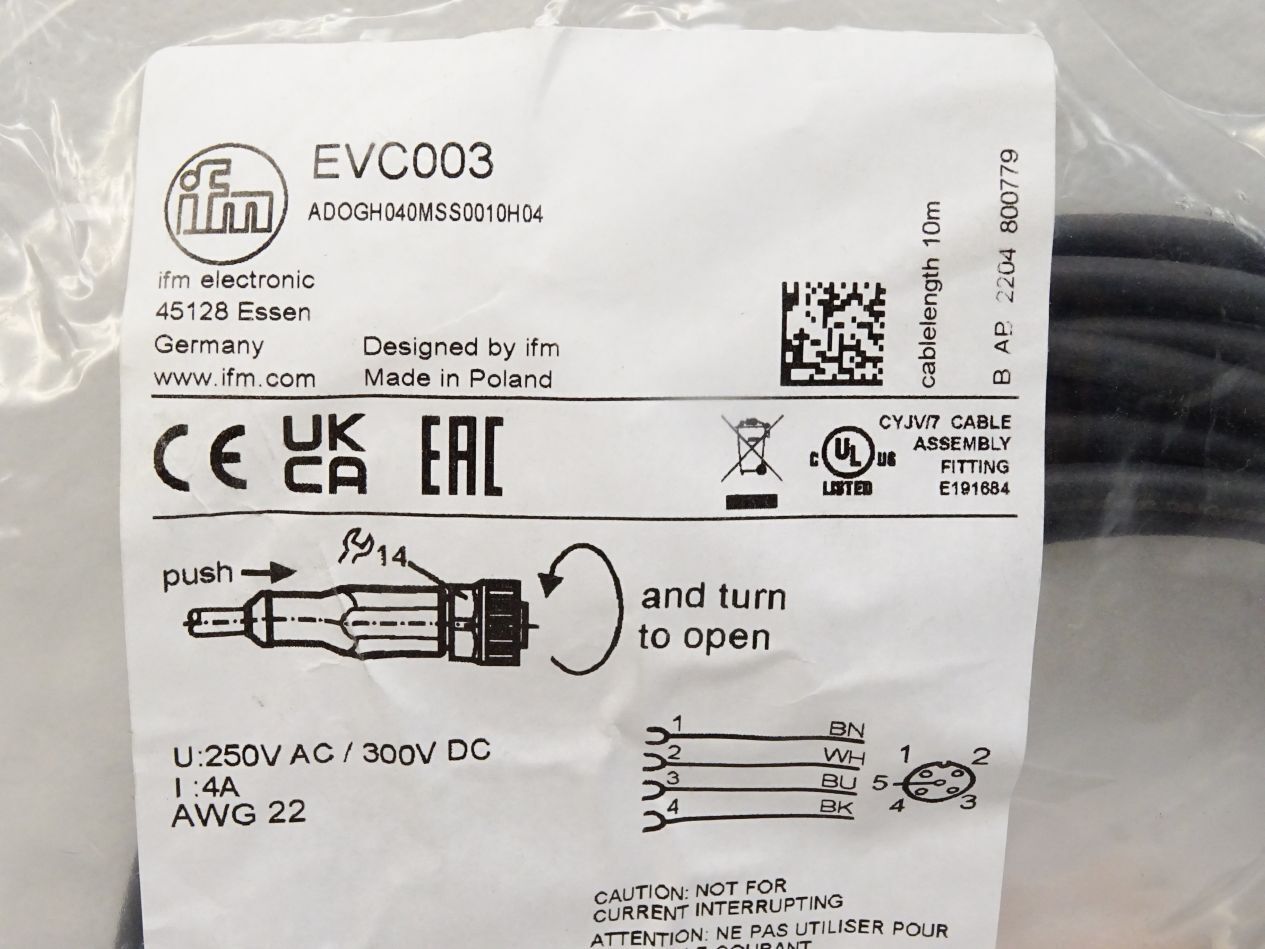 ifm
EVC003
ADOGH040MSS0010H04
ifm electronic
45128 Essen
Germany
www.ifm.com
Designed by ifm
Made in Poland
cablelength 10m
B AB 2204 800779
CE
UK
CA
EAC
C UL US
LISTED
CYJV/7 CABLE
ASSEMBLY
FITTING
E191684
push
14
and turn
to open
U:250V AC / 300V DC
I :4A
AWG 22
1 BN
2 WH
3 BU
4 BK
1 2
5
4 3
CAUTION: NOT FOR
CURRENT INTERRUPTING
ATTENTION: NE PAS UTILISER POUR
COURANT